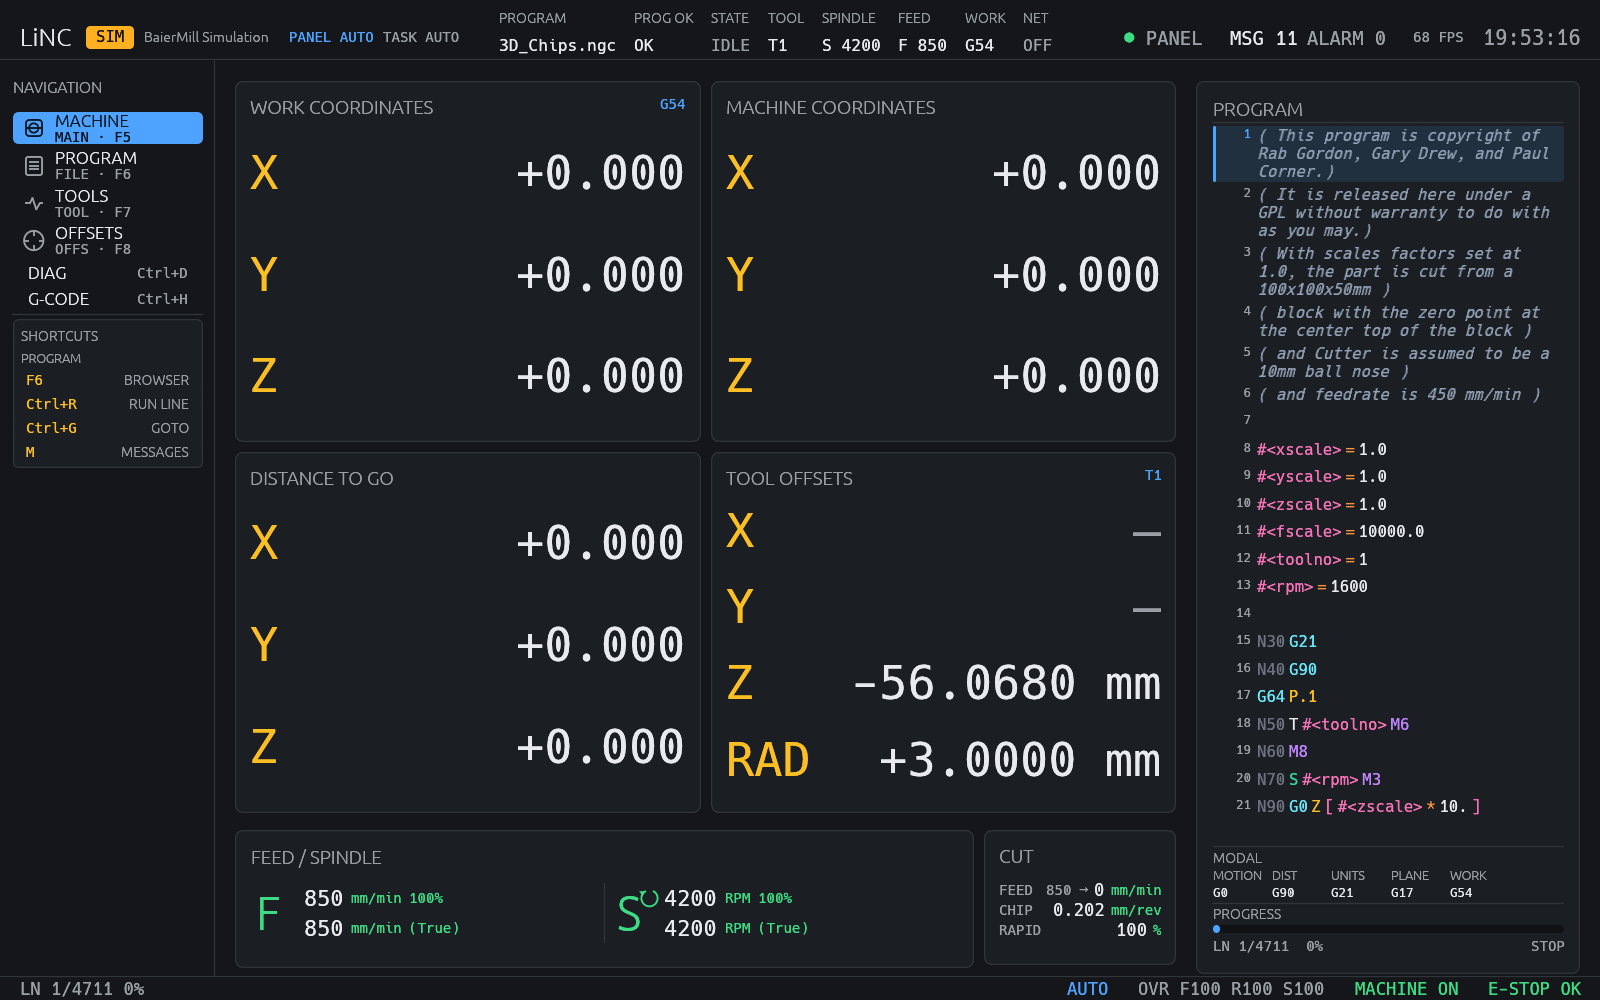 LiNC SIM BaierMill Simulation PANEL AUTO TASK AUTO
PROGRAM PROG OK STATE TOOL SPINDLE FEED WORK NET
3D_Chips.ngc OK IDLE T1 S 4200 F 850 G54 OFF
PANEL MSG 11 ALARM 0 68 FPS 19:53:16
NAVIGATION
MACHINE
MAIN · F5
PROGRAM
FILE · F6
TOOLS
TOOL · F7
OFFSETS
OFFS · F8
DIAG Ctrl+D
G-CODE Ctrl+H
SHORTCUTS
PROGRAM
F6 BROWSER
Ctrl+R RUN LINE
Ctrl+G GOTO
M MESSAGES
WORK COORDINATES G54
X +0.000
Y +0.000
Z +0.000
MACHINE COORDINATES
X +0.000
Y +0.000
Z +0.000
DISTANCE TO GO
X +0.000
Y +0.000
Z +0.000
TOOL OFFSETS T1
X —
Y —
Z -56.0680 mm
RAD +3.0000 mm
FEED / SPINDLE
F 850 mm/min 100%
850 mm/min (True)
S 4200 RPM 100%
4200 RPM (True)
CUT
FEED 850 → 0 mm/min
CHIP 0.202 mm/rev
RAPID 100 %
PROGRAM
1 ( This program is copyright of
Rab Gordon, Gary Drew, and Paul
Corner.)
2 ( It is released here under a
GPL without warranty to do with
as you may.)
3 ( With scales factors set at
1.0, the part is cut from a
100x100x50mm )
4 ( block with the zero point at
the center top of the block )
5 ( and Cutter is assumed to be a
10mm ball nose )
6 ( and feedrate is 450 mm/min )
7
8 #<xscale> = 1.0
9 #<yscale> = 1.0
10 #<zscale> = 1.0
11 #<fscale> = 10000.0
12 #<toolno> = 1
13 #<rpm> = 1600
14
15 N30 G21
16 N40 G90
17 G64 P.1
18 N50 T #<toolno> M6
19 N60 M8
20 N70 S #<rpm> M3
21 N90 G0 Z [ #<zscale> * 10. ]
MODAL
MOTION DIST UNITS PLANE WORK
G0 G90 G21 G17 G54
PROGRESS
LN 1/4711 0% STOP
LN 1/4711 0% AUTO OVR F100 R100 S100 MACHINE ON E-STOP OK